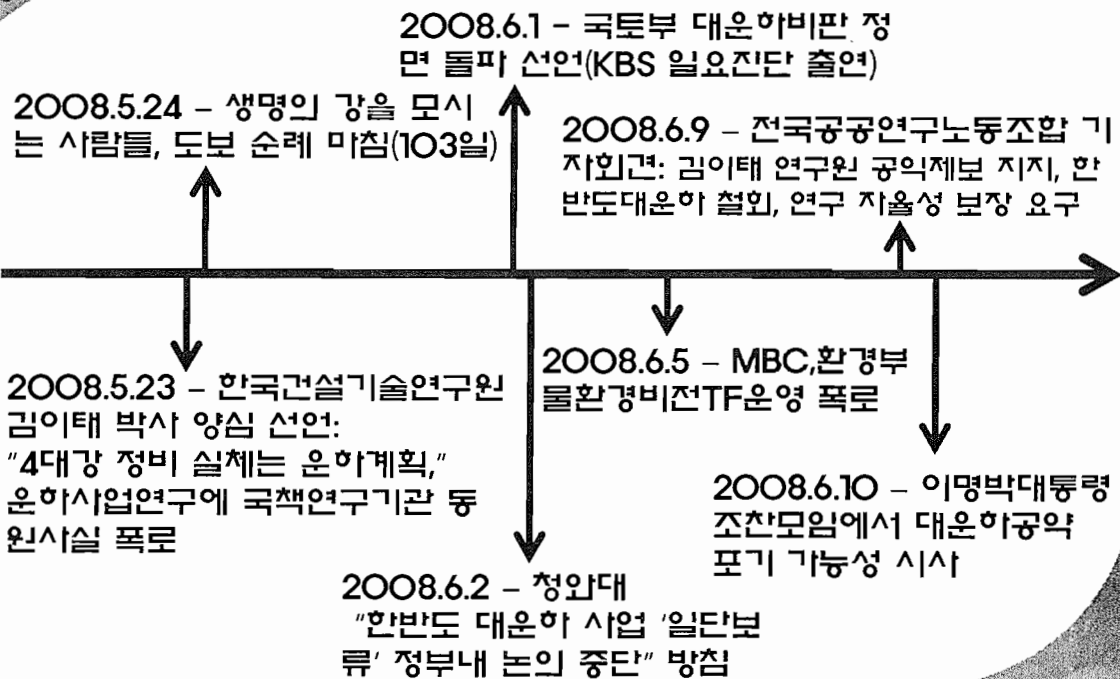 2008.6.1 – 국토부 대운하비판 정
면 돌파 선언(KBS 일요진단 출연)
2008.5.24 – 생명의 강을 모시
는 사람들, 도보 순례 마침(103일)
2008.6.9 – 전국공공연구노동조합 기
자회견: 김이태 연구원 공익제보 지지, 한
반도대운하 철회, 연구 자율성 보장 요구
2008.5.23 – 한국건설기술연구원
김이태 박사 양심 선언:
"4대강 정비 실체는 운하계획,"
운하사업연구에 국책연구기관 동
원사실 폭로
2008.6.5 – MBC,환경부
물환경비전TF운영 폭로
2008.6.10 – 이명박대통령
조찬모임에서 대운하공약
포기 가능성 시사
2008.6.2 – 청와대
"한반도 대운하 사업 '일단보
류' 정부내 논의 중단" 방침